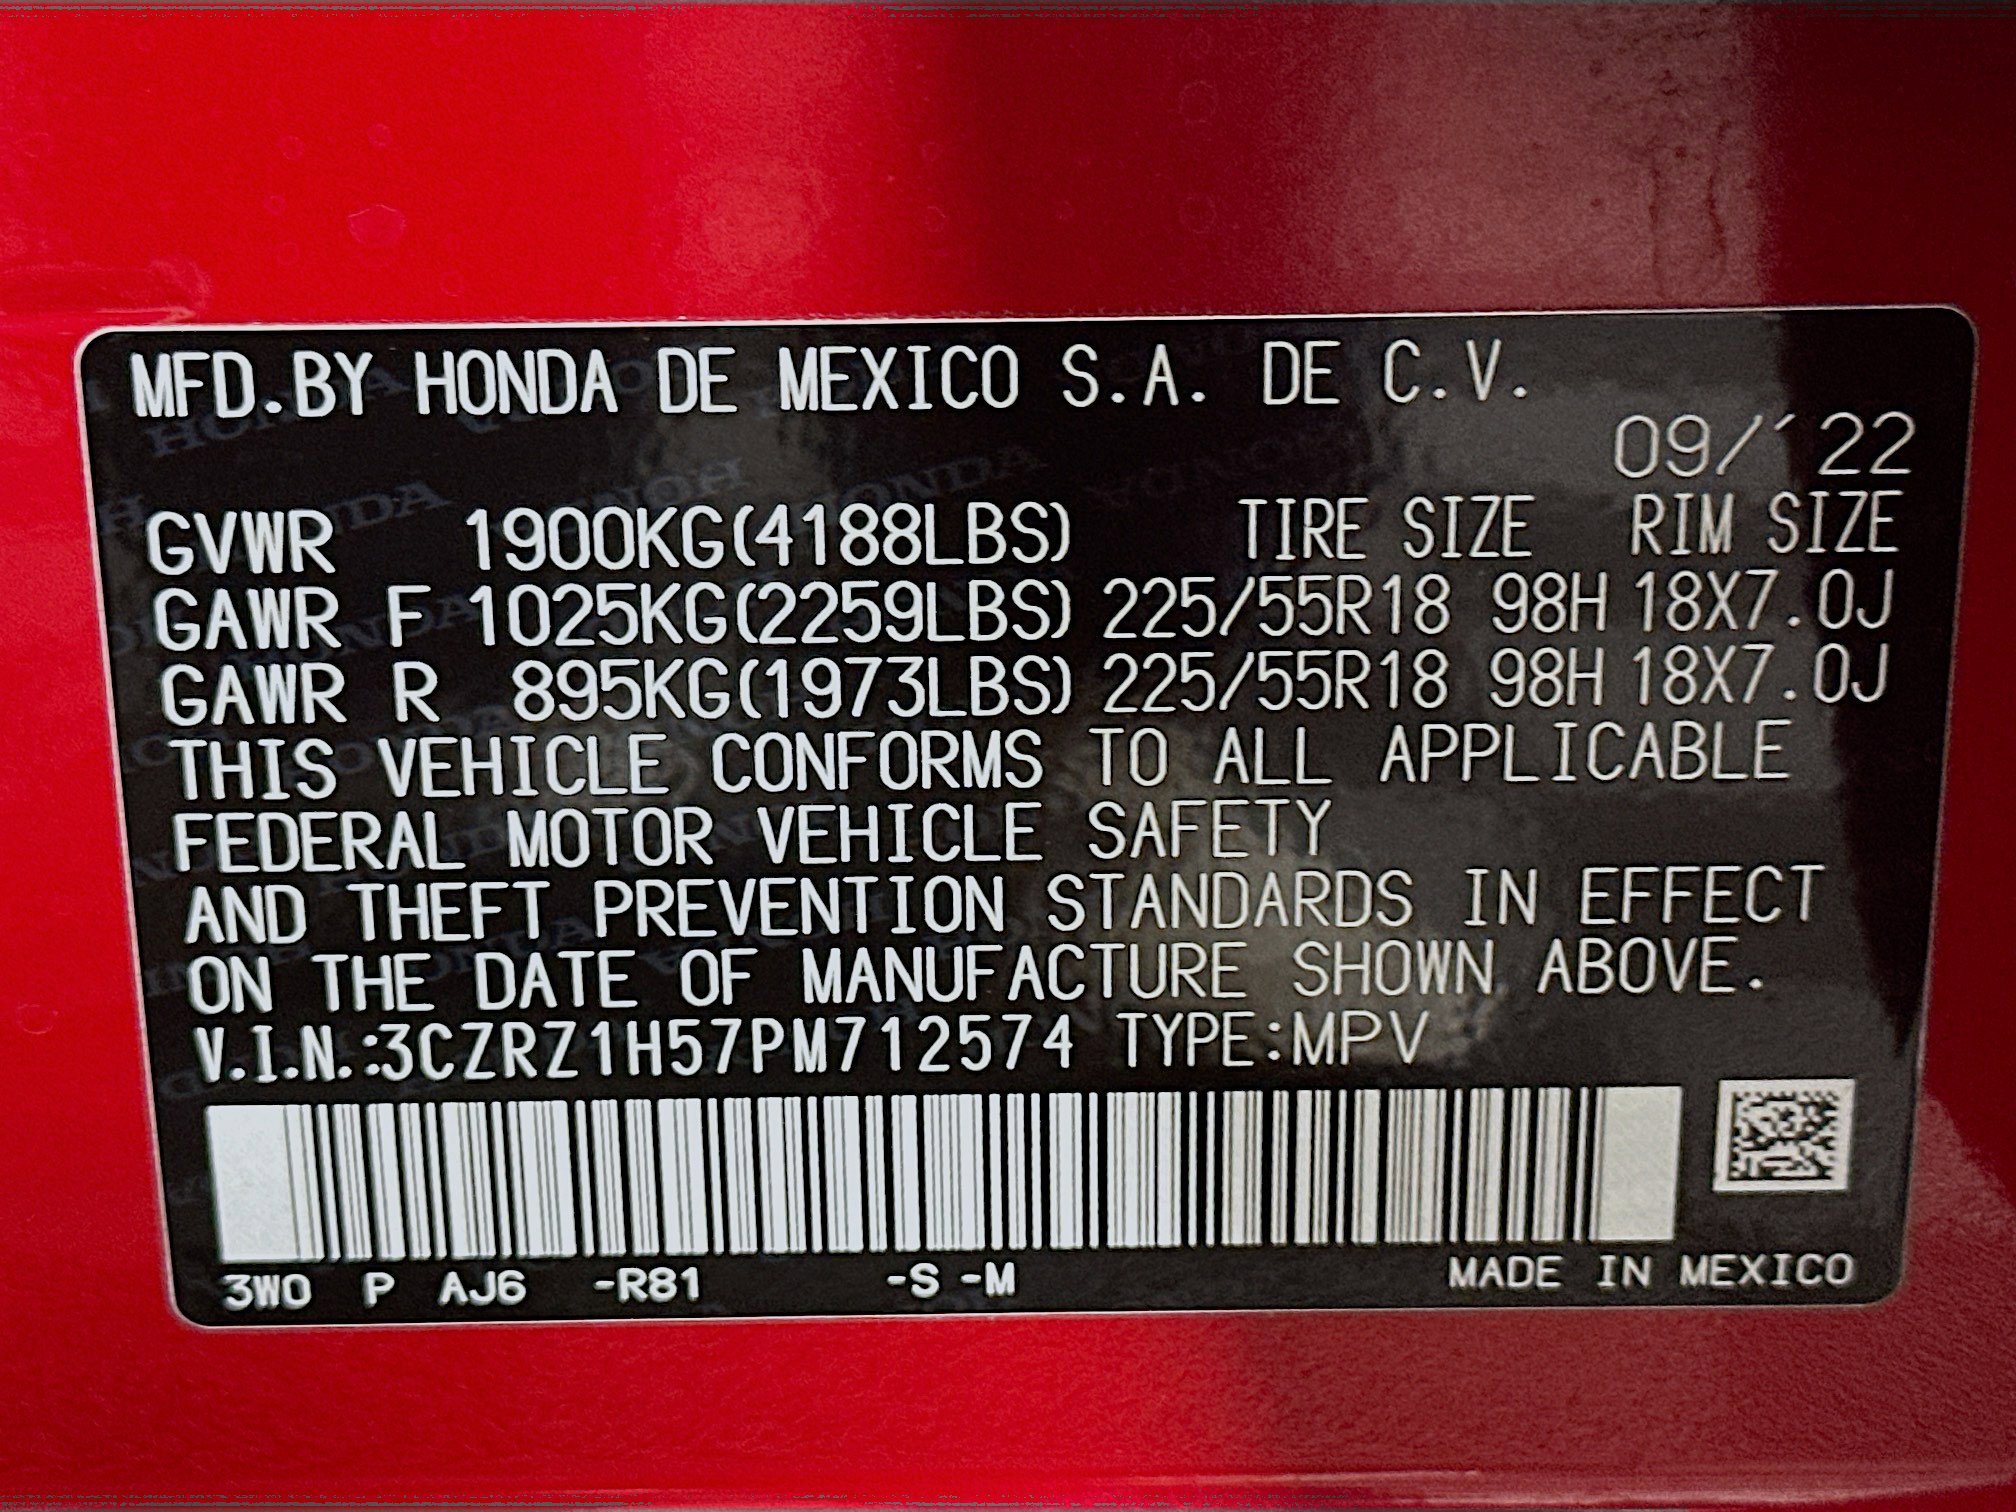 MFD.BY HONDA DE MEXICO S.A. DE C.V.
09/´22
GVWR 1900KG(4188LBS) TIRE SIZE RIM SIZE
GAWR F 1025KG(2259LBS) 225/55R18 98H 18X7.0J
GAWR R 895KG(1973LBS) 225/55R18 98H 18X7.0J
THIS VEHICLE CONFORMS TO ALL APPLICABLE
FEDERAL MOTOR VEHICLE SAFETY
AND THEFT PREVENTION STANDARDS IN EFFECT
ON THE DATE OF MANUFACTURE SHOWN ABOVE.
V.I.N.:3CZRZ1H57PM712574 TYPE:MPV
3W0 P AJ6 -R81 -S -M MADE IN MEXICO